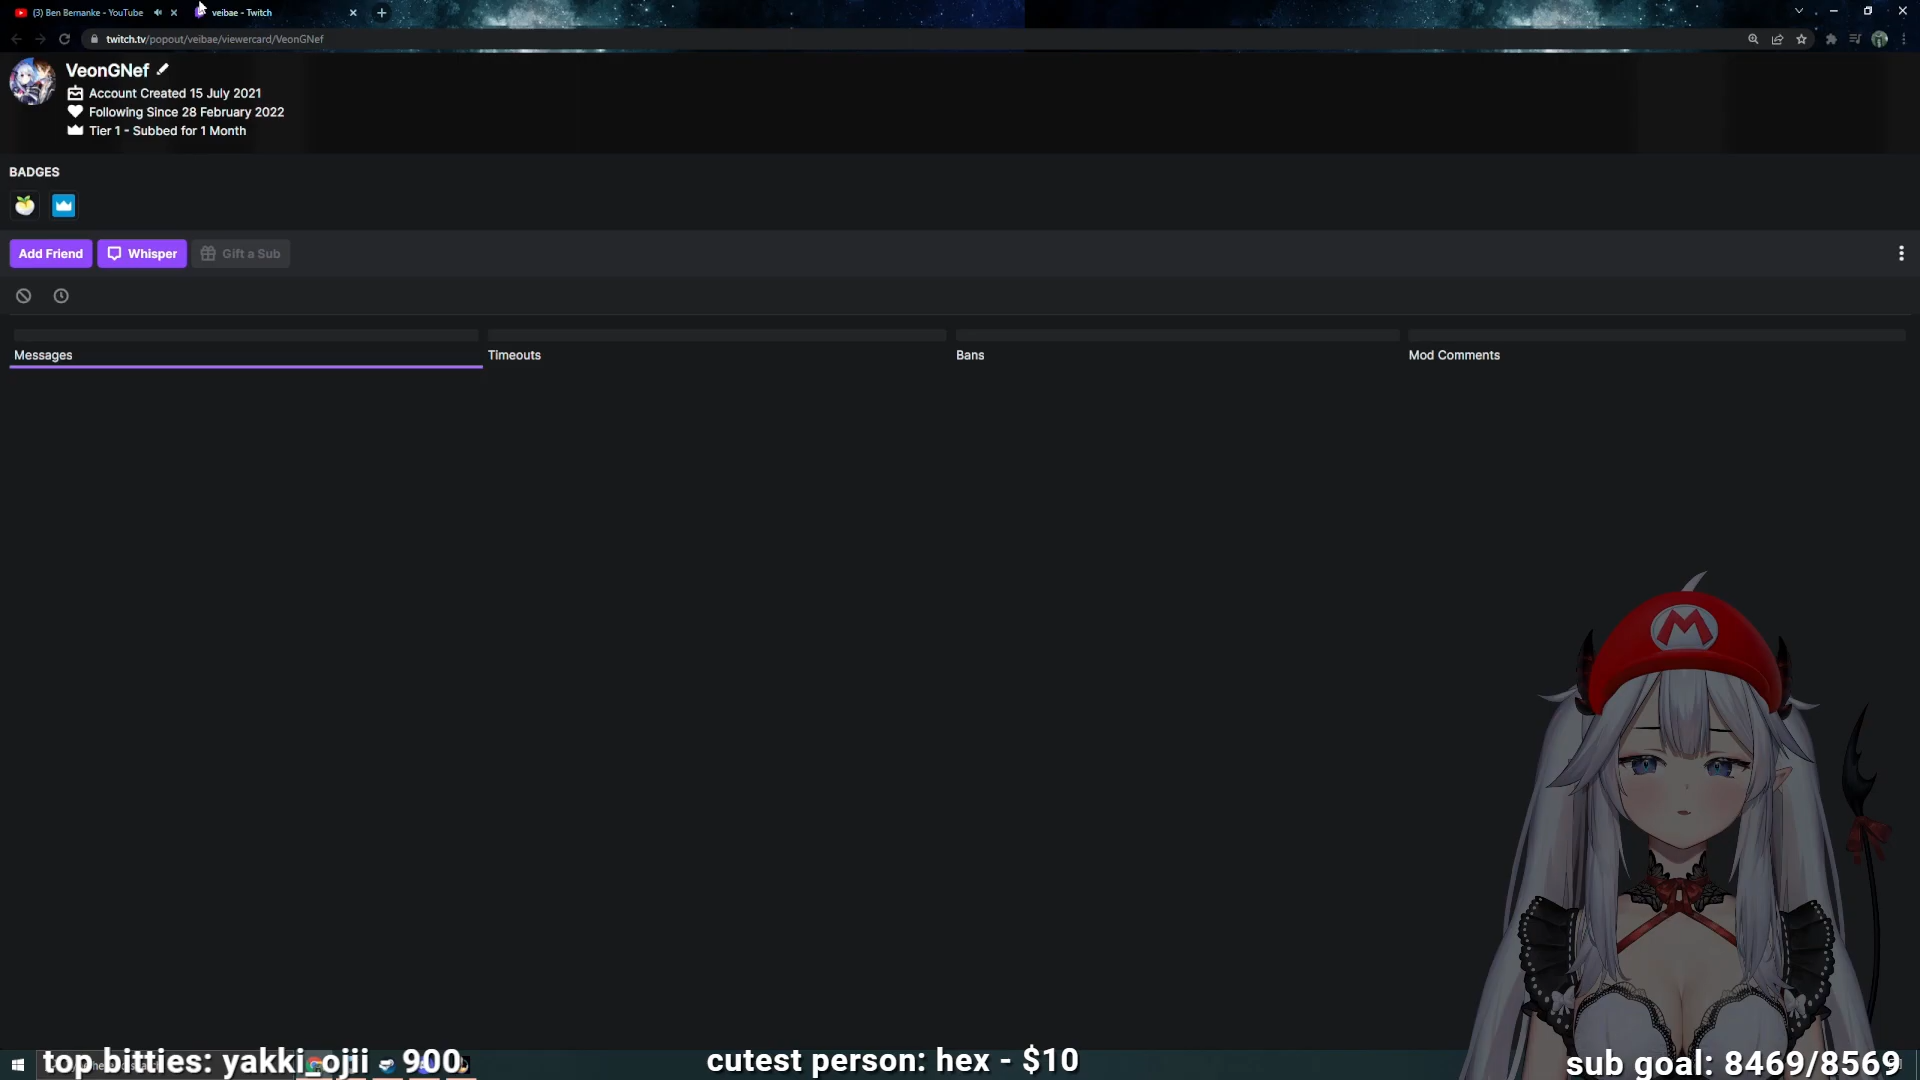 (3) Ben Bernanke - YouTube
veibae - Twitch
twitch.tv/popout/veibae/viewercard/VeonGNef
VeonGNef
Account Created 15 July 2021
Following Since 28 February 2022
Tier 1 - Subbed for 1 Month
BADGES
Add Friend
Whisper
Gift a Sub
Messages
Timeouts
Bans
Mod Comments
M
top bitties: yakki_ojii - 900
cutest person: hex - $10
sub goal: 8469/8569